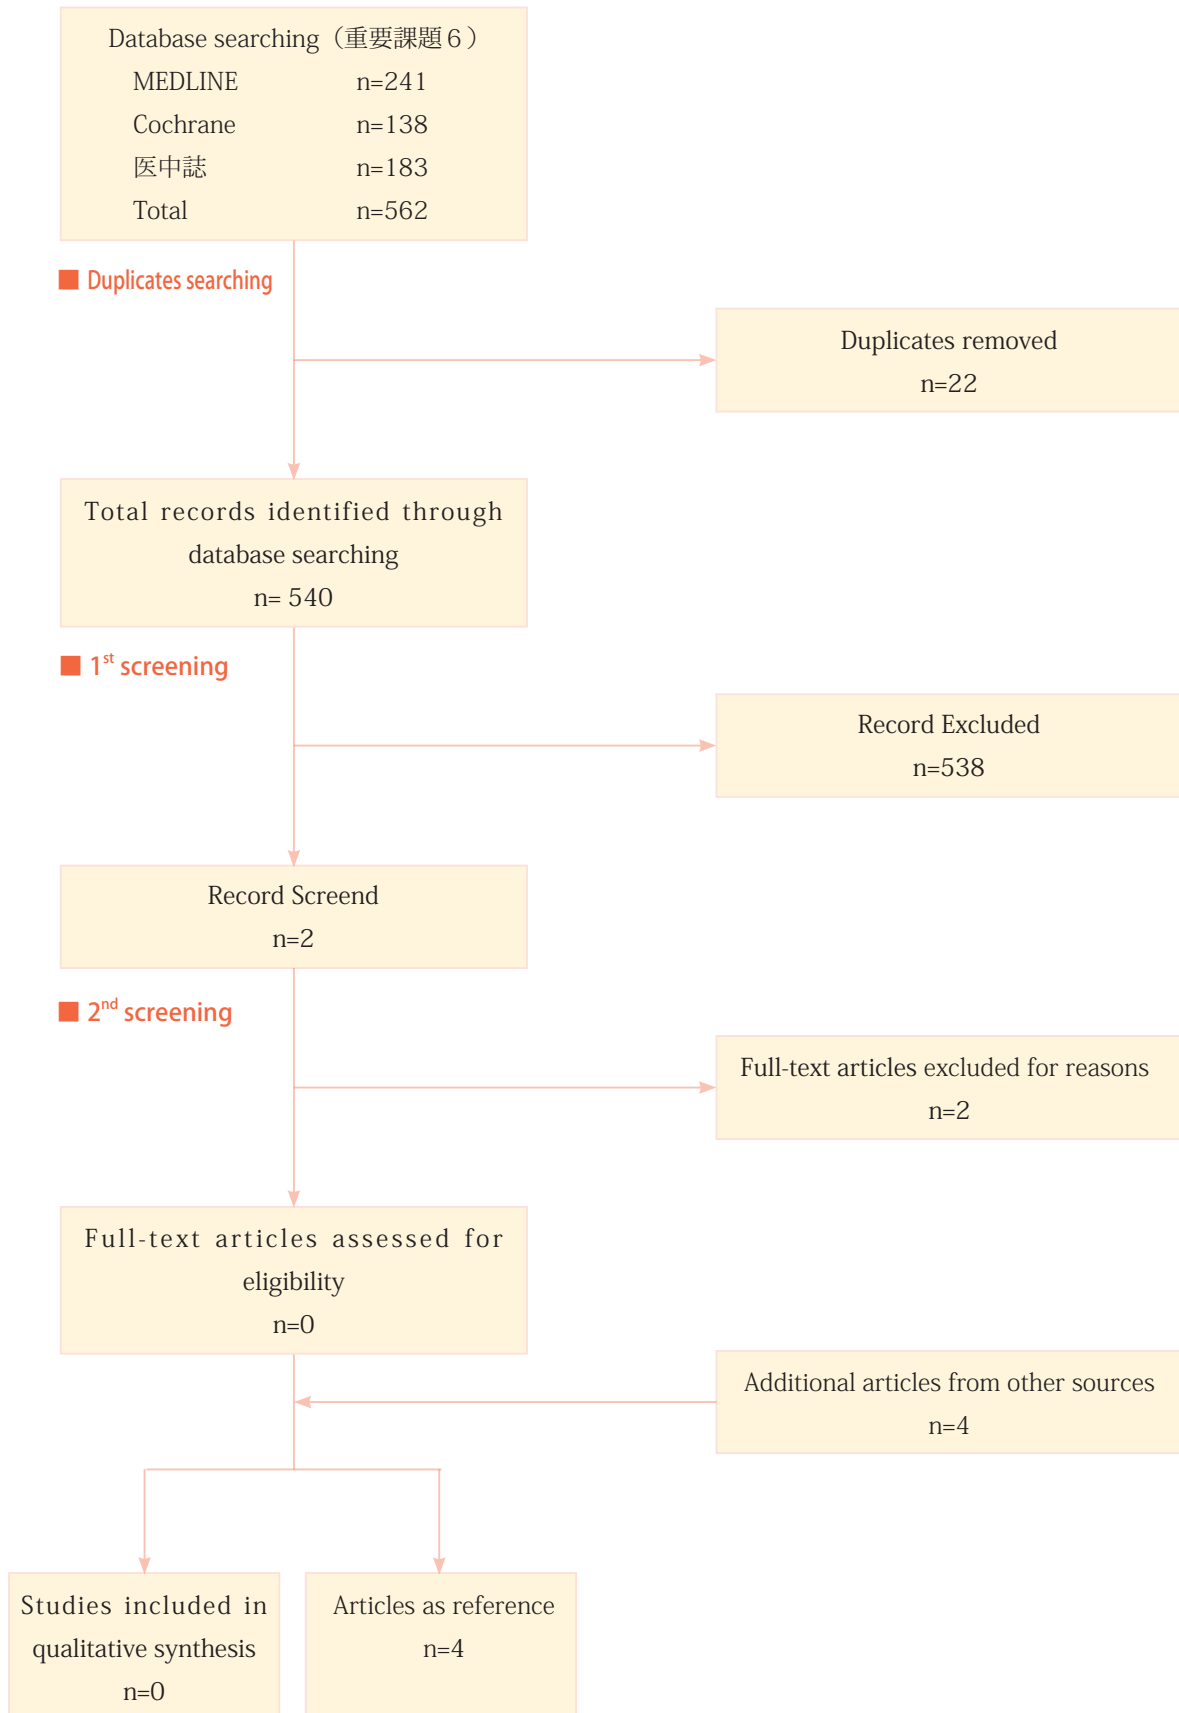 Database searching（重要課題６）
MEDLINE n=241
Cochrane n=138
医中誌 n=183
Total n=562
■ Duplicates searching
Duplicates removed
n=22
Total records identified through
database searching
n= 540
■ 1st screening
Record Excluded
n=538
Record Screend
n=2
■ 2nd screening
Full-text articles excluded for reasons
n=2
Full-text articles assessed for
eligibility
n=0
Additional articles from other sources
n=4
Studies included in
qualitative synthesis
n=0
Articles as reference
n=4